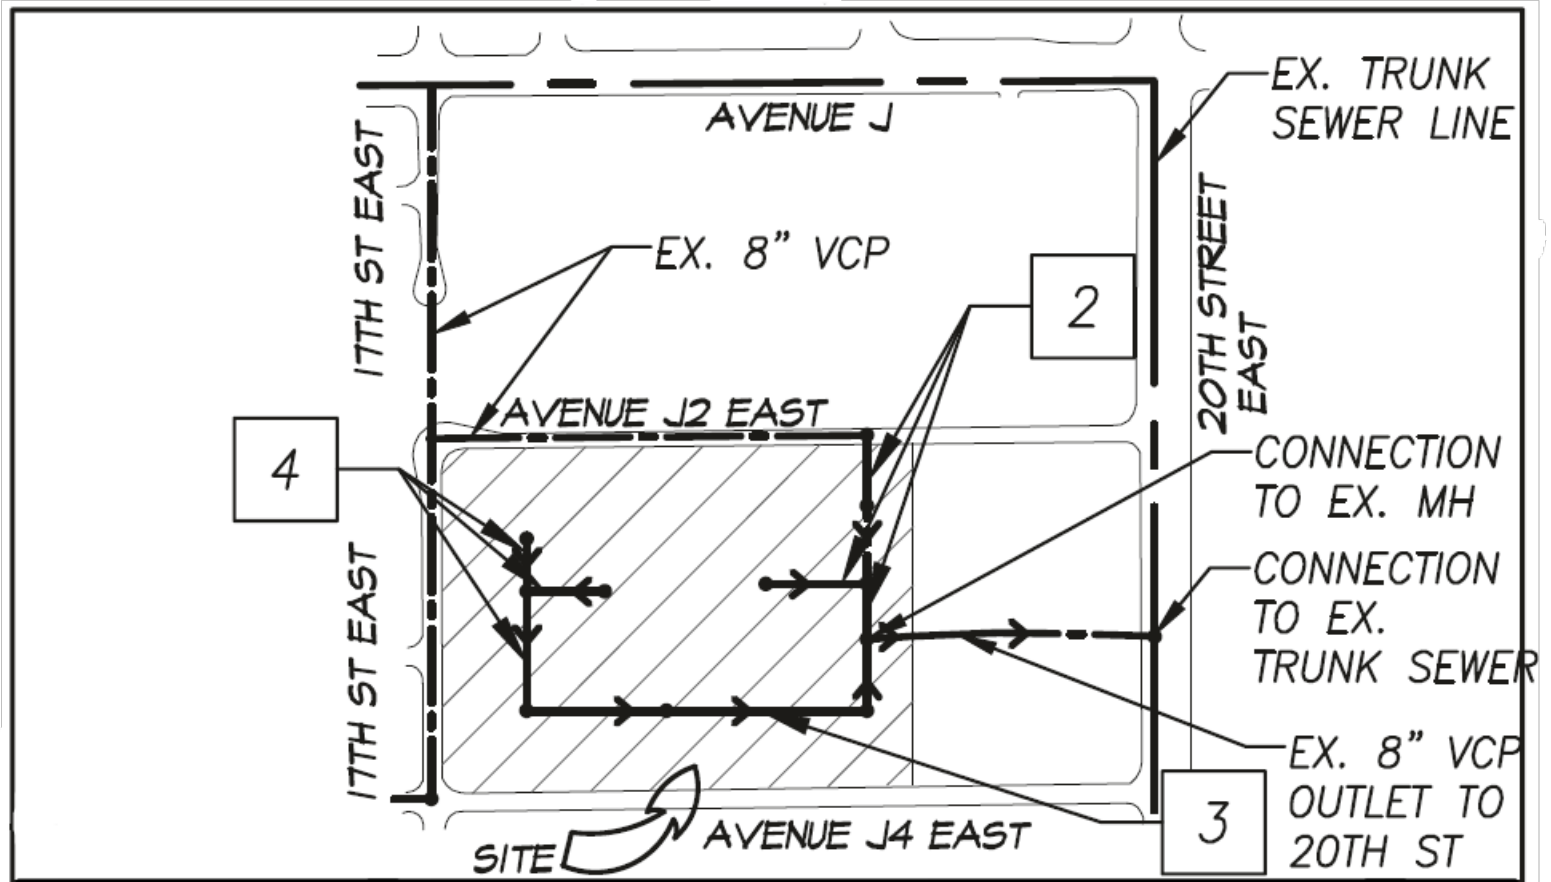 EX. TRUNK
SEWER LINE
AVENUE J
17TH ST EAST
EX. 8" VCP
2
20TH STREET
EAST
AVENUE J2 EAST
4
CONNECTION
TO EX. MH
CONNECTION
TO EX.
TRUNK SEWER
17TH ST EAST
EX. 8" VCP
OUTLET TO
20TH ST
3
AVENUE J4 EAST
SITE